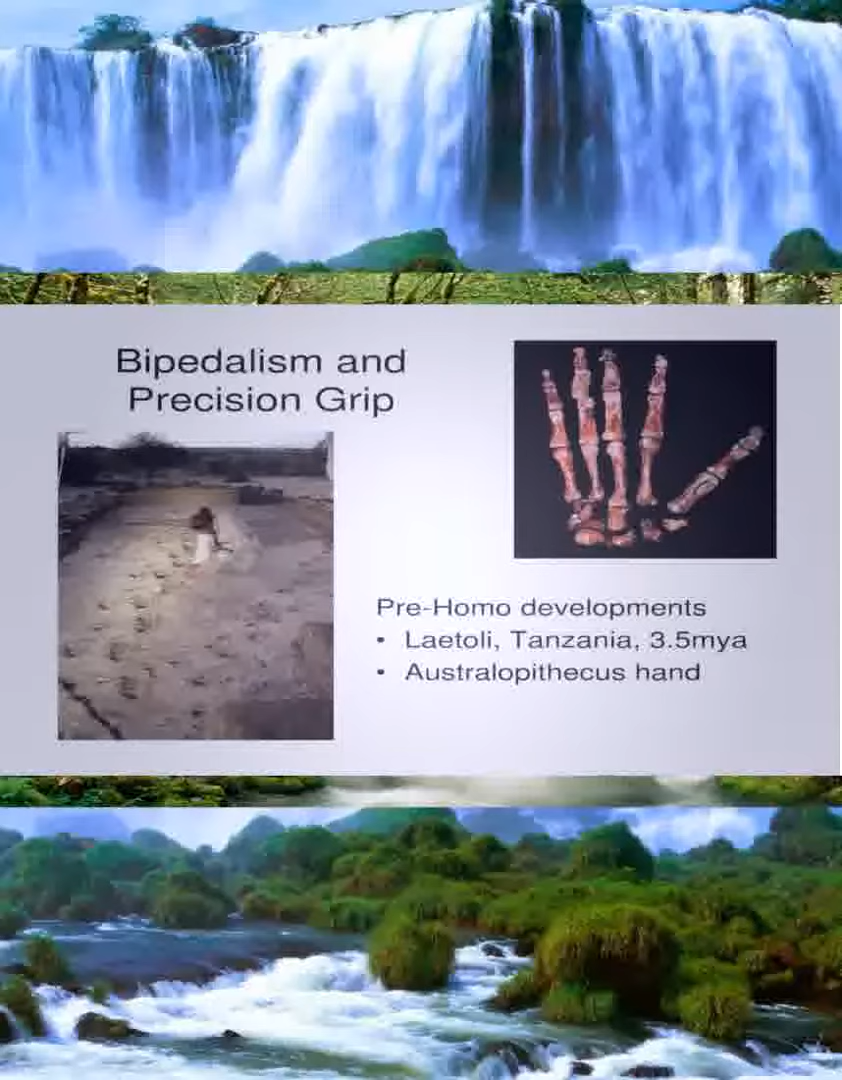 Bipedalism and
Precision Grip
Pre-Homo developments
• Laetoli, Tanzania, 3.5mya
• Australopithecus hand